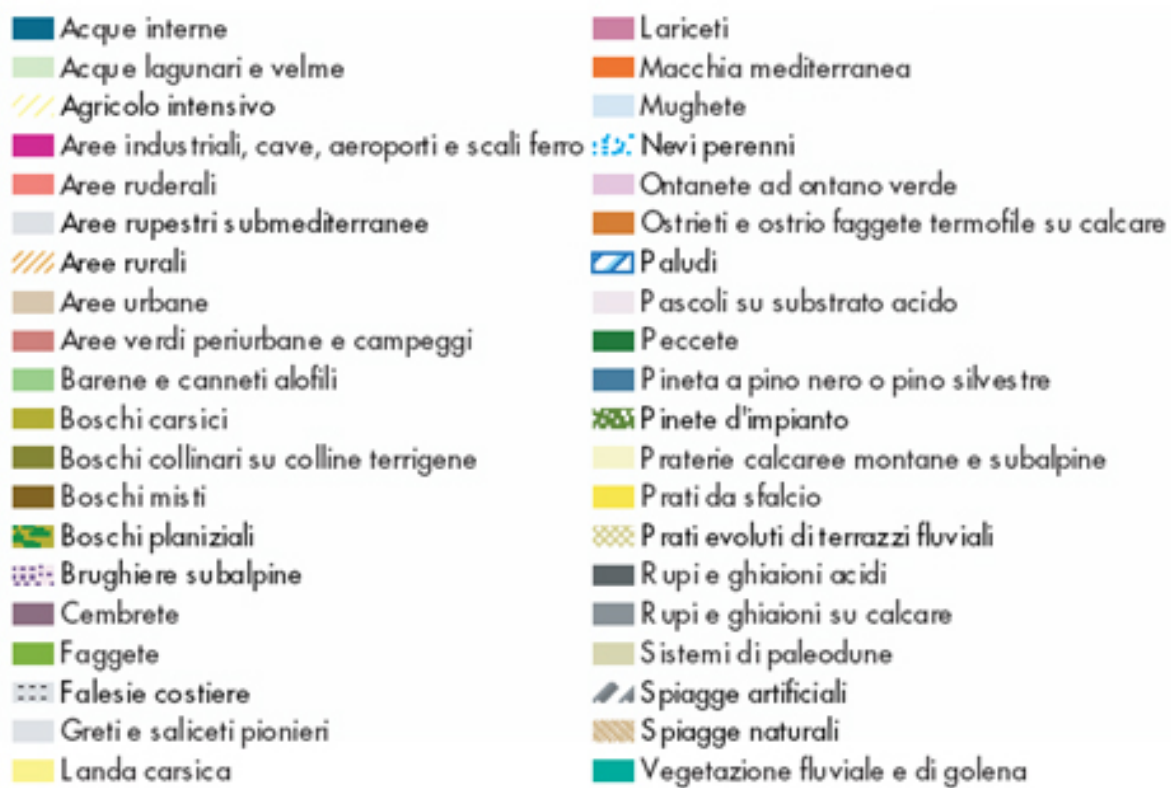 Acque interne
Acque lagunari e velme
Agricolo intensivo
Aree industriali, cave, aeroporti e scali ferro
Aree ruderali
Aree rupestri submediterranee
Aree rurali
Aree urbane
Aree verdi periurbane e campeggi
Barene e canneti alofili
Boschi carsici
Boschi collinari su colline terrigene
Boschi misti
Boschi planiziali
Brughiere subalpine
Cembrete
Faggete
Falesie costiere
Greti e saliceti pionieri
Landa carsica
Lariceti
Macchia mediterranea
Mughete
Nevi perenni
Ontanete ad ontano verde
Ostrieti e ostrio faggete termofile su calcare
Paludi
Pascoli su substrato acido
Peccete
Pineta a pino nero o pino silvestre
Pinete d'impianto
Praterie calcaree montane e subalpine
Prati da sfalcio
Prati evoluti di terrazzi fluviali
Rupi e ghiaioni acidi
Rupi e ghiaioni su calcare
Sistemi di paleodune
Spiagge artificiali
Spiagge naturali
Vegetazione fluviale e di golena